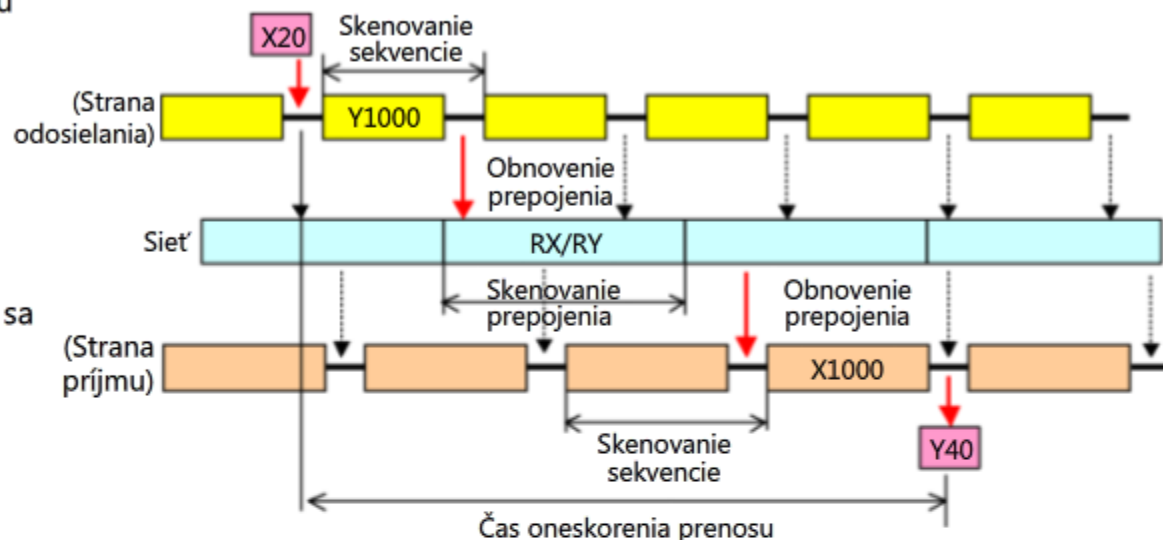 X20
Skenovanie
sekvencie
(Strana
odosielania)
Y1000
Obnovenie
prepojenia
Sieť
RX/RY
Skenovanie
prepojenia
Obnovenie
prepojenia
sa
(Strana
príjmu)
X1000
Skenovanie
sekvencie
Y40
Čas oneskorenia prenosu